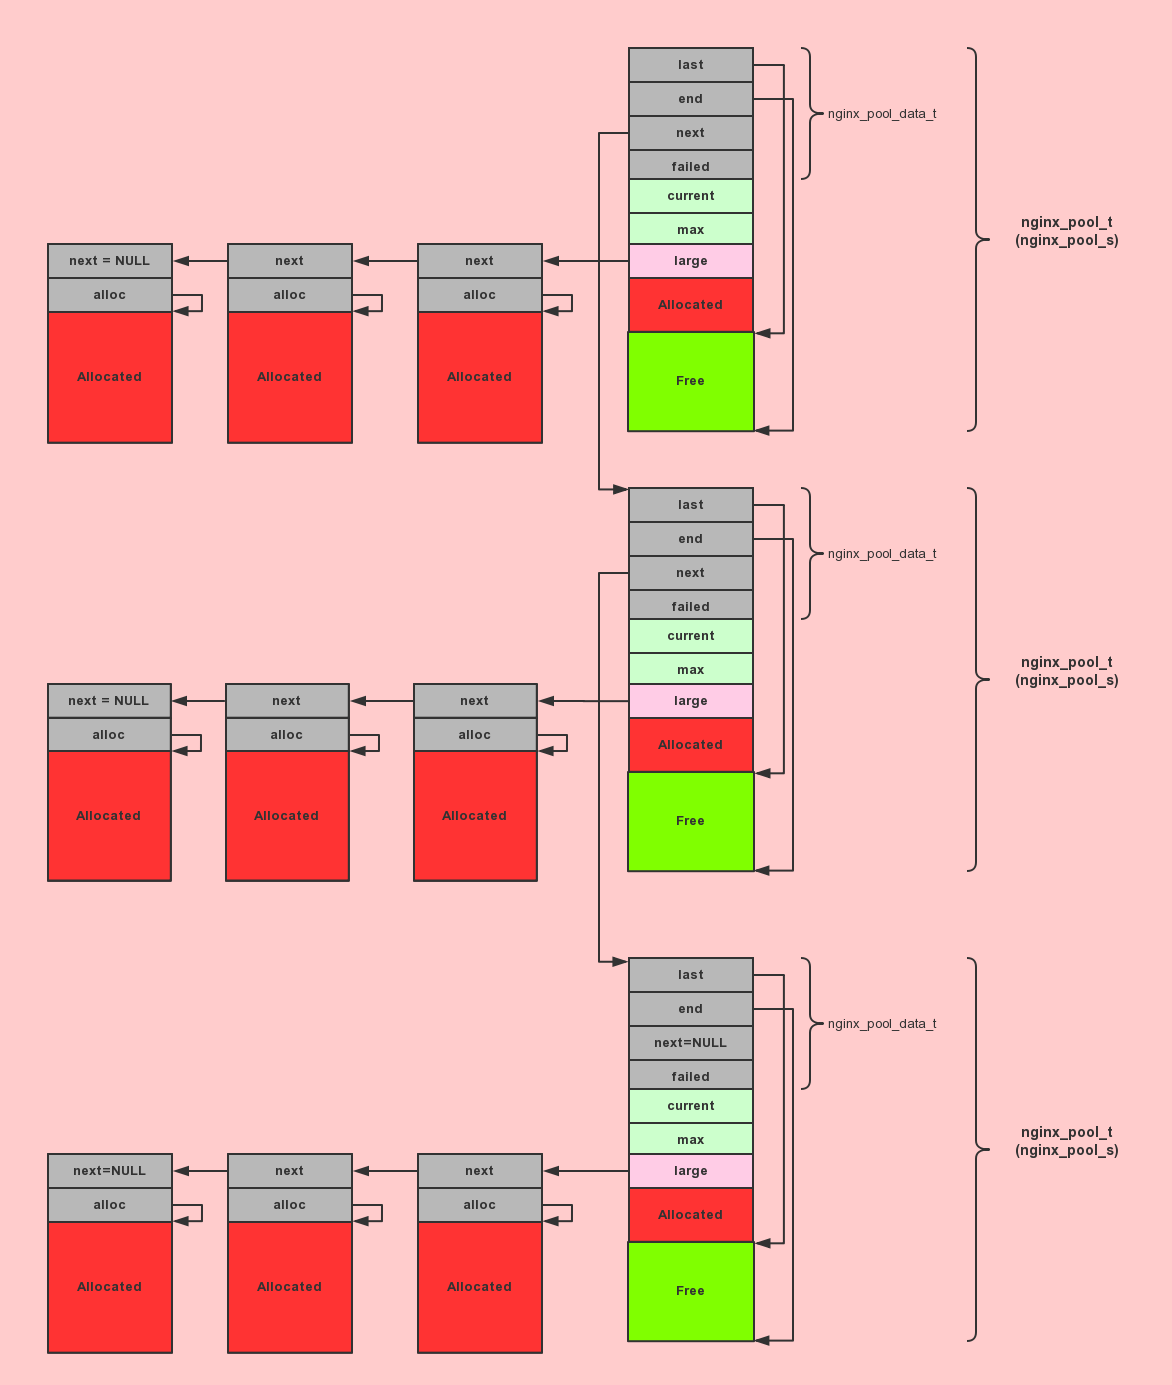 last
end
nginx_pool_data_t
next
failed
current
max
nginx_pool_t
(nginx_pool_s)
next = NULL
next
next
large
alloc
alloc
alloc
Allocated
Allocated
Allocated
Allocated
Free
last
end
nginx_pool_data_t
next
failed
current
max
nginx_pool_t
(nginx_pool_s)
next = NULL
next
next
large
alloc
alloc
alloc
Allocated
Allocated
Allocated
Allocated
Free
last
end
nginx_pool_data_t
next=NULL
failed
current
max
nginx_pool_t
(nginx_pool_s)
next=NULL
next
next
large
alloc
alloc
alloc
Allocated
Allocated
Allocated
Allocated
Free